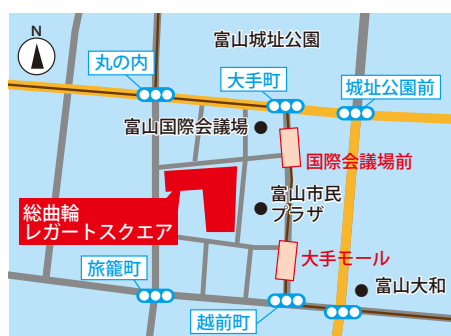 N
富山城址公園
丸の内
大手町
城址公園前
富山国際会議場
国際会議場前
総曲輪
レガートスクエア
富山市民
プラザ
大手モール
旅籠町
富山大和
越前町